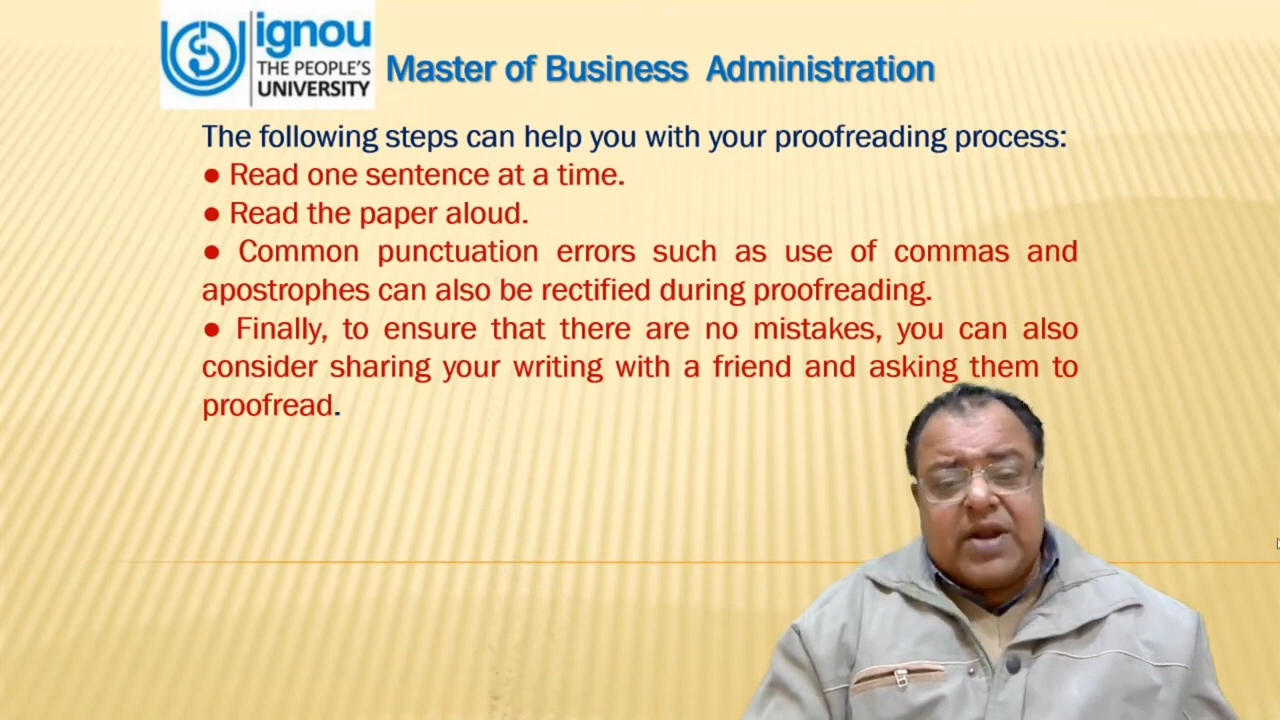 ignou
THE PEOPLE'S
UNIVERSITY
Master of Business Administration
The following steps can help you with your proofreading process:
● Read one sentence at a time.
● Read the paper aloud.
● Common punctuation errors such as use of commas and
apostrophes can also be rectified during proofreading.
● Finally, to ensure that there are no mistakes, you can also
consider sharing your writing with a friend and asking them to
proofread.